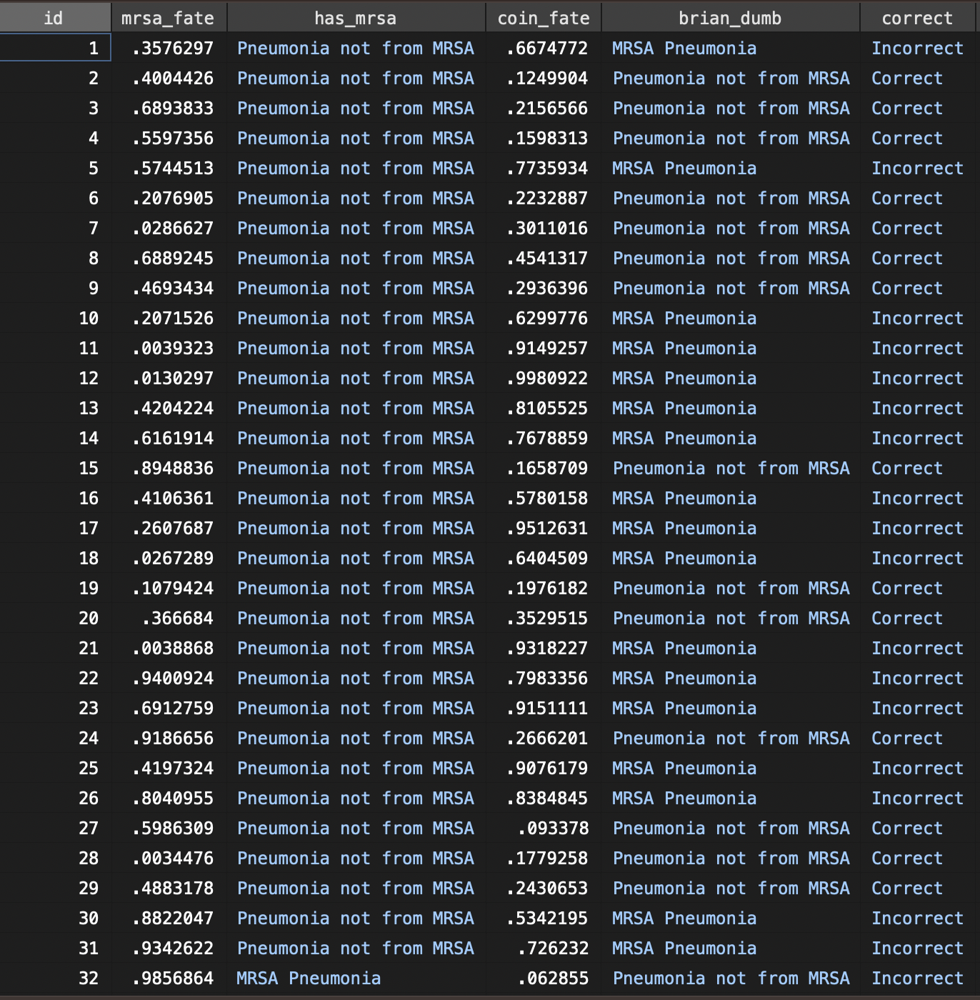 id mrsa_fate has_mrsa coin_fate brian_dumb correct
1 .3576297 Pneumonia not from MRSA .6674772 MRSA Pneumonia Incorrect
2 .4004426 Pneumonia not from MRSA .1249904 Pneumonia not from MRSA Correct
3 .6893833 Pneumonia not from MRSA .2156566 Pneumonia not from MRSA Correct
4 .5597356 Pneumonia not from MRSA .1598313 Pneumonia not from MRSA Correct
5 .5744513 Pneumonia not from MRSA .7735934 MRSA Pneumonia Incorrect
6 .2076905 Pneumonia not from MRSA .2232887 Pneumonia not from MRSA Correct
7 .0286627 Pneumonia not from MRSA .3011016 Pneumonia not from MRSA Correct
8 .6889245 Pneumonia not from MRSA .4541317 Pneumonia not from MRSA Correct
9 .4693434 Pneumonia not from MRSA .2936396 Pneumonia not from MRSA Correct
10 .2071526 Pneumonia not from MRSA .6299776 MRSA Pneumonia Incorrect
11 .0039323 Pneumonia not from MRSA .9149257 MRSA Pneumonia Incorrect
12 .0130297 Pneumonia not from MRSA .9980922 MRSA Pneumonia Incorrect
13 .4204224 Pneumonia not from MRSA .8105525 MRSA Pneumonia Incorrect
14 .6161914 Pneumonia not from MRSA .7678859 MRSA Pneumonia Incorrect
15 .8948836 Pneumonia not from MRSA .1658709 Pneumonia not from MRSA Correct
16 .4106361 Pneumonia not from MRSA .5780158 MRSA Pneumonia Incorrect
17 .2607687 Pneumonia not from MRSA .9512631 MRSA Pneumonia Incorrect
18 .0267289 Pneumonia not from MRSA .6404509 MRSA Pneumonia Incorrect
19 .1079424 Pneumonia not from MRSA .1976182 Pneumonia not from MRSA Correct
20 .366684 Pneumonia not from MRSA .3529515 Pneumonia not from MRSA Correct
21 .0038868 Pneumonia not from MRSA .9318227 MRSA Pneumonia Incorrect
22 .9400924 Pneumonia not from MRSA .7983356 MRSA Pneumonia Incorrect
23 .6912759 Pneumonia not from MRSA .9151111 MRSA Pneumonia Incorrect
24 .9186656 Pneumonia not from MRSA .2666201 Pneumonia not from MRSA Correct
25 .4197324 Pneumonia not from MRSA .9076179 MRSA Pneumonia Incorrect
26 .8040955 Pneumonia not from MRSA .8384845 MRSA Pneumonia Incorrect
27 .5986309 Pneumonia not from MRSA .093378 Pneumonia not from MRSA Correct
28 .0034476 Pneumonia not from MRSA .1779258 Pneumonia not from MRSA Correct
29 .4883178 Pneumonia not from MRSA .2430653 Pneumonia not from MRSA Correct
30 .8822047 Pneumonia not from MRSA .5342195 MRSA Pneumonia Incorrect
31 .9342622 Pneumonia not from MRSA .726232 MRSA Pneumonia Incorrect
32 .9856864 MRSA Pneumonia .062855 Pneumonia not from MRSA Incorrect